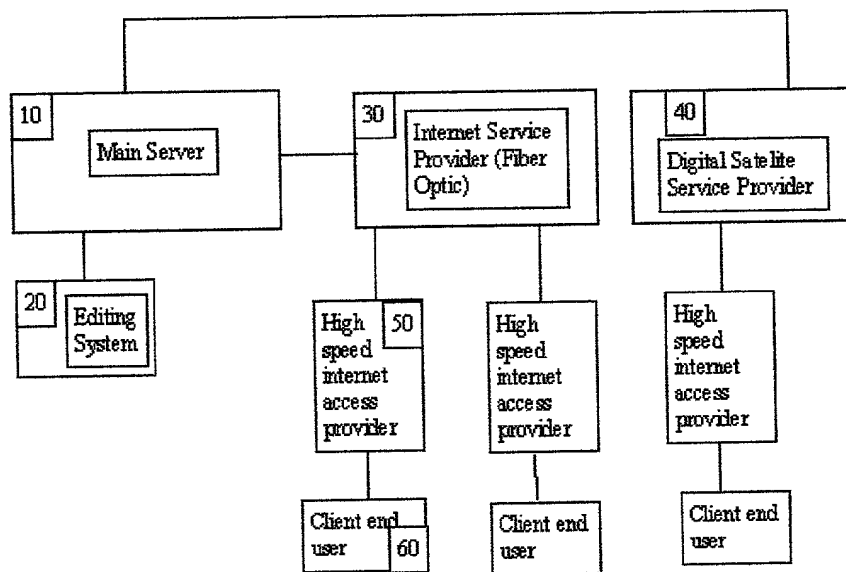 10
Main Server
30
Internet Service
Provider (Fiber
Optic)
40
Digital Satelite
Service Provider
20
Editing
System
High
speed
internet
access
provider
50
High
speed
internet
access
provider
High
speed
internet
access
provider
Client end
user
60
Client end
user
Client end
user